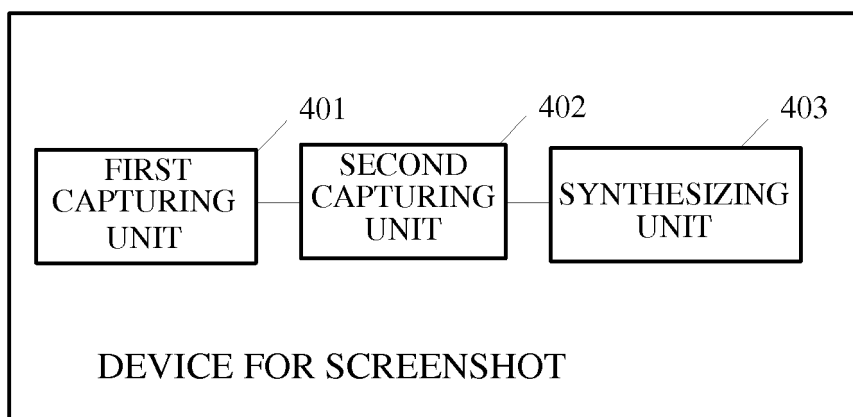 401
402
403
FIRST
CAPTURING
UNIT
SECOND
CAPTURING
UNIT
SYNTHESIZING
UNIT
DEVICE FOR SCREENSHOT